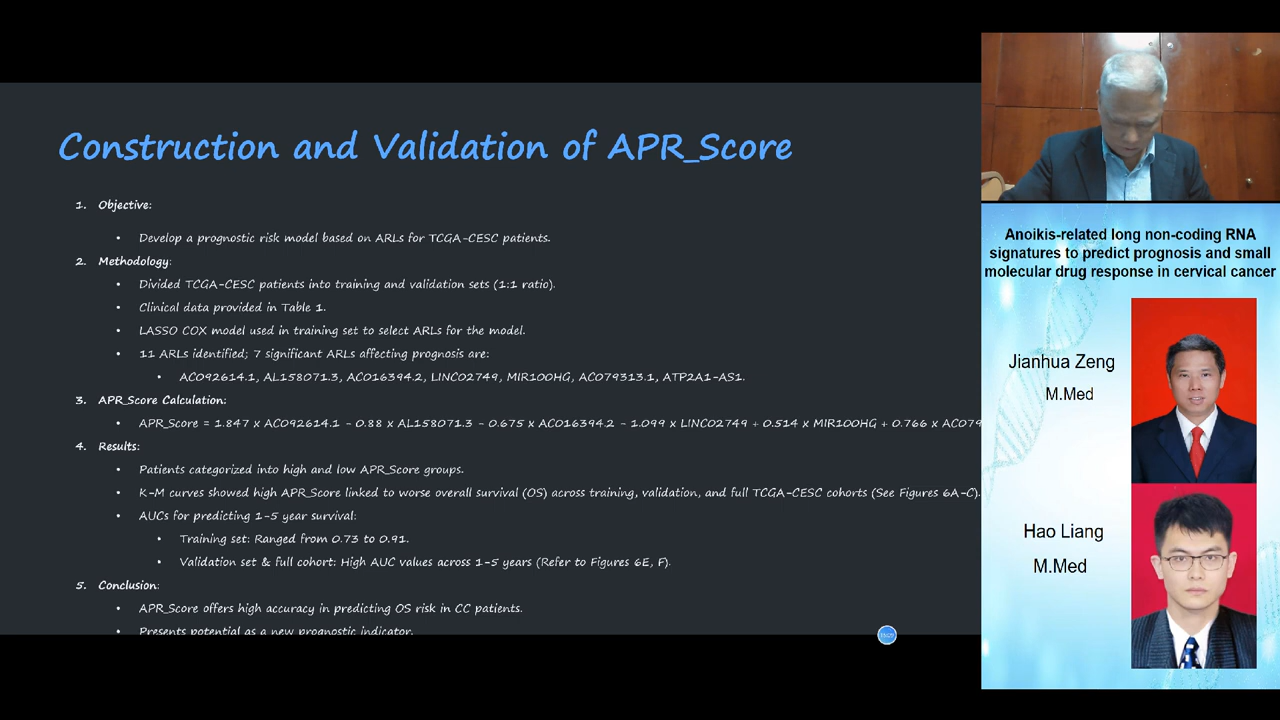 Construction and Validation of APR_Score
1. Objective:
• Develop a prognostic risk model based on ARLs for TCGA-CESC patients.
2. Methodology:
• Divided TCGA-CESC patients into training and validation sets (1:1 ratio).
• Clinical data provided in Table 1.
• LASSO COX model used in training set to select ARLs for the model.
• 11 ARLs identified; 7 significant ARLs affecting prognosis are:
• AC092614.1, AL158071.3, AC016394.2, LINC02749, MIR100HG, AC079313.1, ATP2A1-AS1.
3. APR_Score Calculation:
• APR_Score = 1.847 x AC092614.1 - 0.88 x AL158071.3 - 0.675 x AC016394.2 - 1.099 x LINC02749 + 0.514 x MIR100HG + 0.766 x AC079
4. Results:
• Patients categorized into high and low APR_Score groups.
• K-M curves showed high APR_Score linked to worse overall survival (OS) across training, validation, and full TCGA-CESC cohorts (See Figures 6A-C).
• AUCs for predicting 1-5 year survival:
• Training set: Ranged from 0.73 to 0.91.
• Validation set & full cohort: High AUC values across 1-5 years (Refer to Figures 6E, F).
5. Conclusion:
• APR_Score offers high accuracy in predicting OS risk in CC patients.
• Presents potential as a new prognostic indicator.
Anoikis-related long non-coding RNA
signatures to predict prognosis and small
molecular drug response in cervical cancer
Jianhua Zeng
M.Med
Hao Liang
M.Med